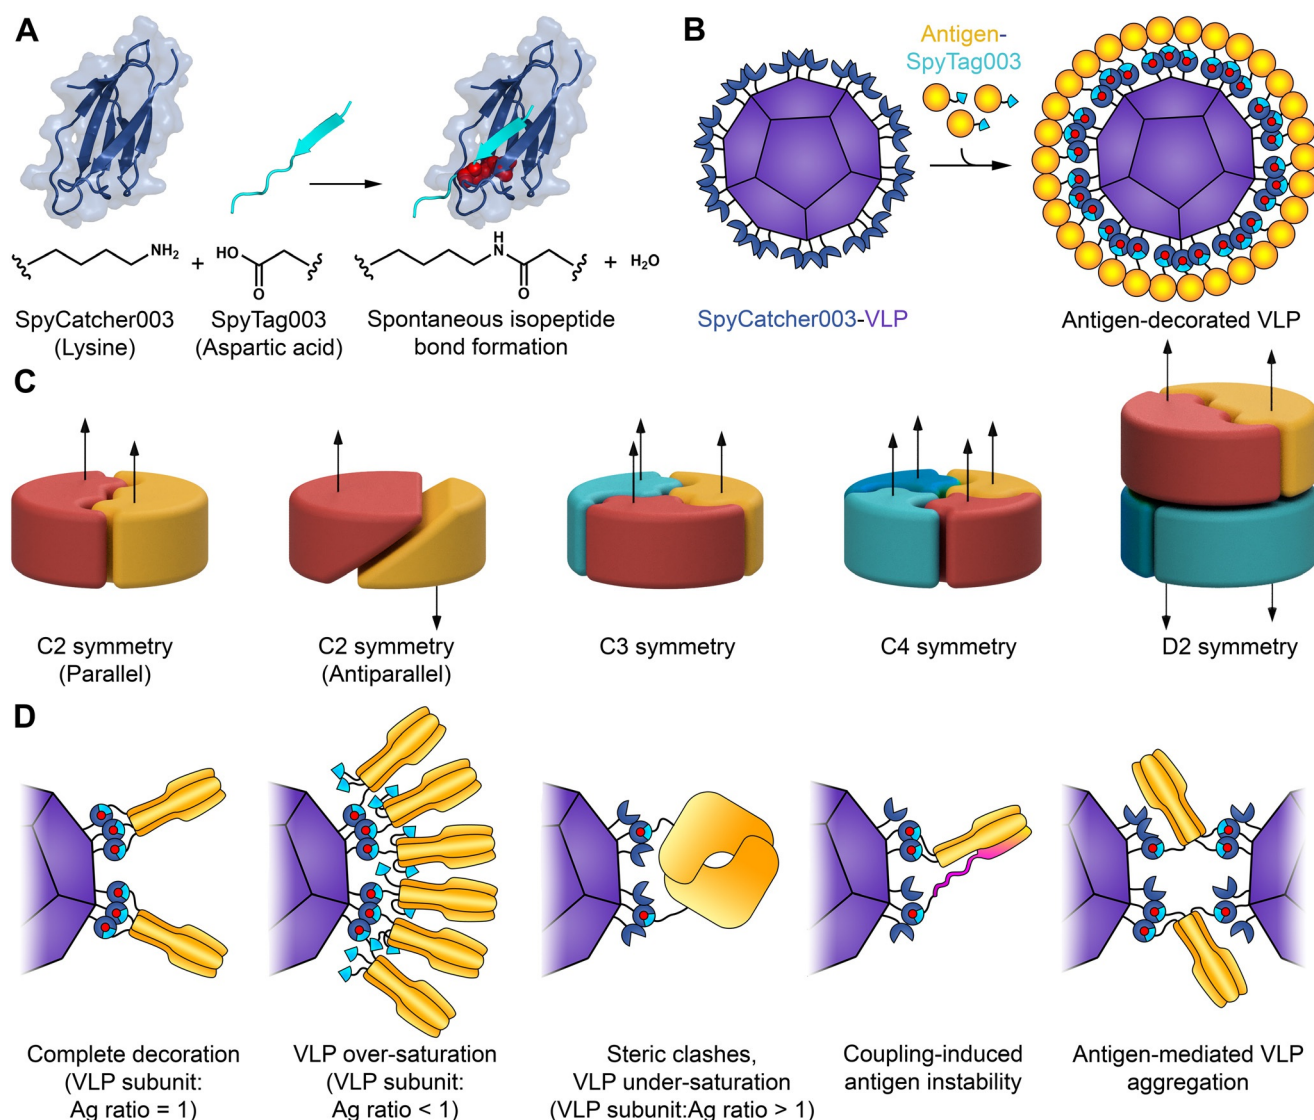 A
NH₂
+
HO
O
H
N
O
+ H₂O
SpyCatcher003
(Lysine)
SpyTag003
(Aspartic acid)
Spontaneous isopeptide
bond formation
B
Antigen-
SpyTag003
SpyCatcher003-VLP
Antigen-decorated VLP
C
C2 symmetry
(Parallel)
C2 symmetry
(Antiparallel)
C3 symmetry
C4 symmetry
D2 symmetry
D
Complete decoration
(VLP subunit:
Ag ratio = 1)
VLP over-saturation
(VLP subunit:
Ag ratio < 1)
Steric clashes,
VLP under-saturation
(VLP subunit:Ag ratio > 1)
Coupling-induced
antigen instability
Antigen-mediated VLP
aggregation